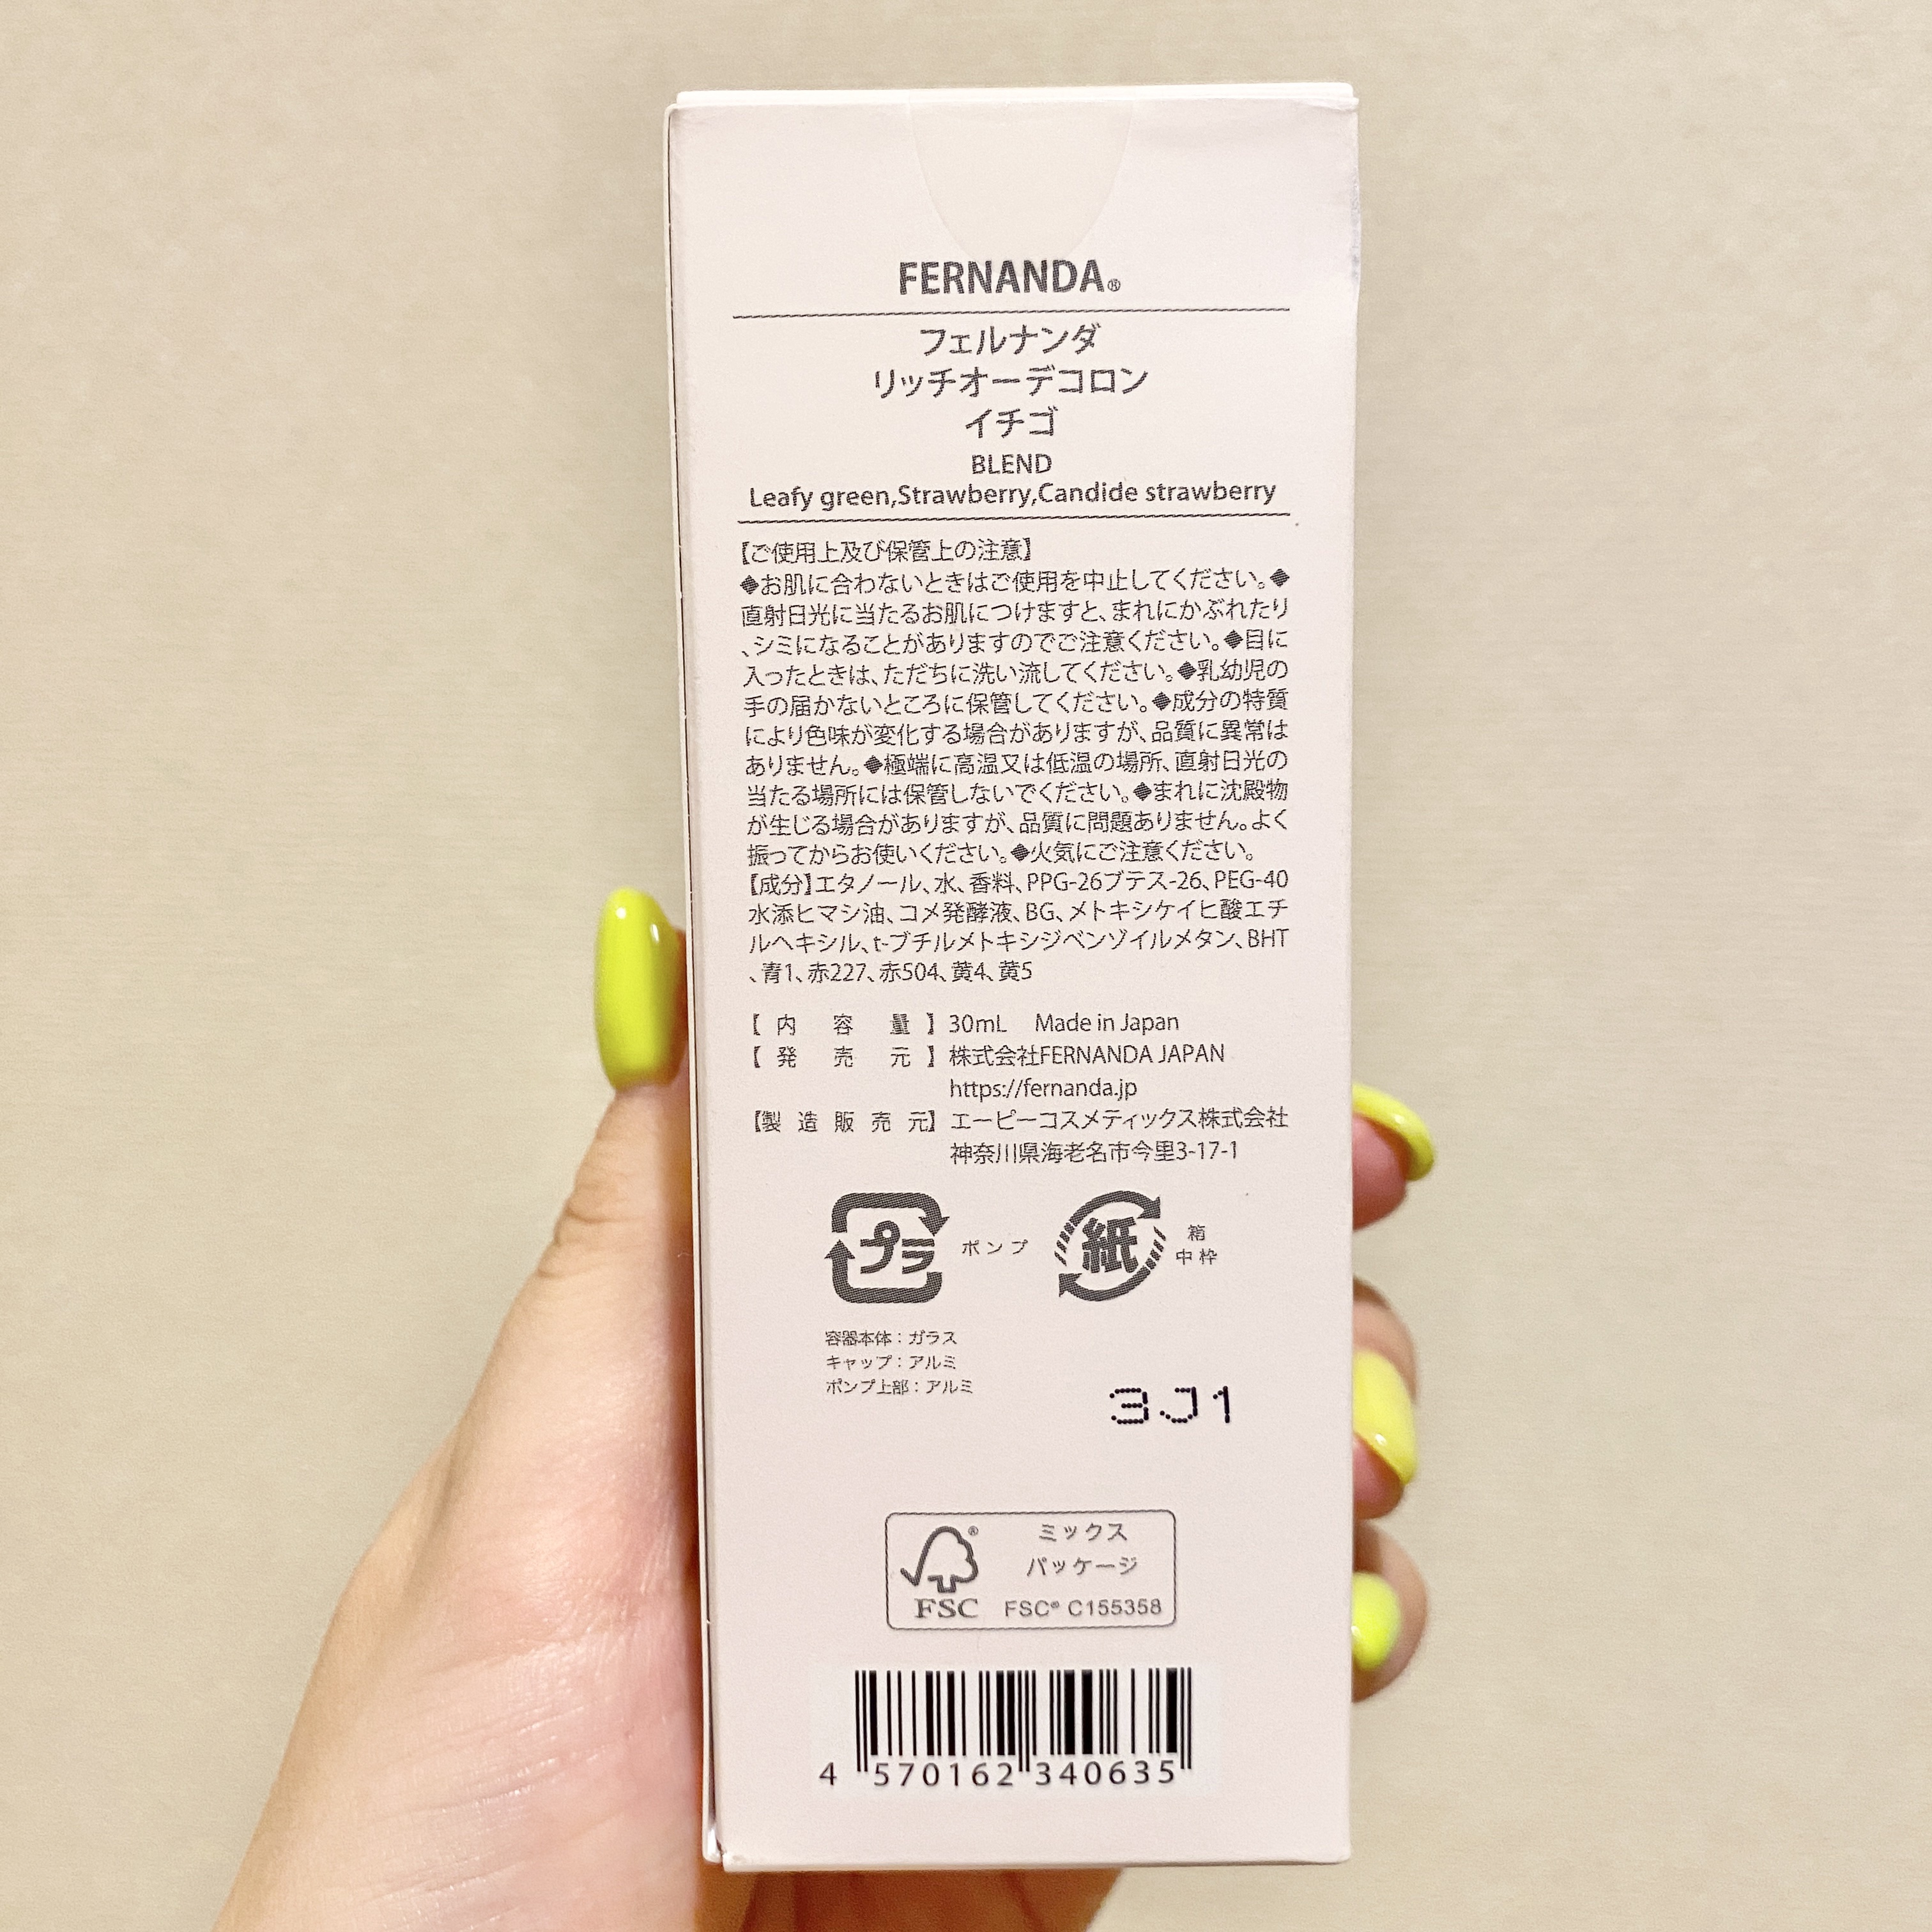 FERNANDA®
フェルナンダ
リッチオーデコロン
イチゴ
BLEND
Leafy green,Strawberry,Candide strawberry
【ご使用上及び保管上の注意】
◆お肌に合わないときはご使用を中止してください。◆
直射日光に当たるお肌につけますと、まれにかぶれたり
、シミになることがありますのでご注意ください。◆目に
入ったときは、ただちに洗い流してください。◆乳幼児の
手の届かないところに保管してください。◆成分の特質
により色味が変化する場合がありますが、品質に異常は
ありません。◆極端に高温又は低温の場所、直射日光の
当たる場所には保管しないでください。◆まれに沈殿物
が生じる場合がありますが、品質に問題ありません。よく
振ってからお使いください。◆火気にご注意ください。
【成分】エタノール、水、香料、PPG-26ブテス-26、PEG-40
水添ヒマシ油、コメ発酵液、BG、メトキシケイヒ酸エチ
ルヘキシル、t-ブチルメトキシジベンゾイルメタン、BHT
、青1、赤227、赤504、黄4、黄5
【内容量】30mL Made in Japan
【発売元】株式会社FERNANDA JAPAN
https://fernanda.jp
【製造販売元】エーピーコスメティックス株式会社
神奈川県海老名市今里3-17-1
プラ ポンプ 紙 箱
中枠
容器本体：ガラス
キャップ：アルミ
ポンプ上部：アルミ
3J1
ミックス
パッケージ
FSC FSC® C155358
4 570162 340635